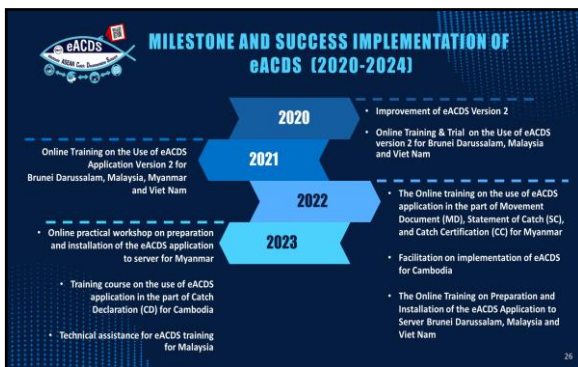 eACDS
ASEAN Catch Documentation Scheme
MILESTONE AND SUCCESS IMPLEMENTATION OF
eACDS (2020-2024)
2020
• Improvement of eACDS Version 2
• Online Training & Trial on the Use of eACDS
version 2 for Brunei Darussalam, Malaysia
and Viet Nam
2021
Online Training on the Use of eACDS
Application Version 2 for
Brunei Darussalam, Malaysia, Myanmar
and Viet Nam
2022
• The Online training on the use of eACDS
application in the part of Movement
Document (MD), Statement of Catch (SC),
and Catch Certification (CC) for Myanmar
• Facilitation on implementation of eACDS
for Cambodia
• The Online Training on Preparation and
Installation of the eACDS Application to
Server Brunei Darussalam, Malaysia and
Viet Nam
2023
• Online practical workshop on preparation
and installation of the eACDS application
to server for Myanmar
• Training course on the use of eACDS
application in the part of Catch
Declaration (CD) for Cambodia
• Technical assistance for eACDS training
for Malaysia
26